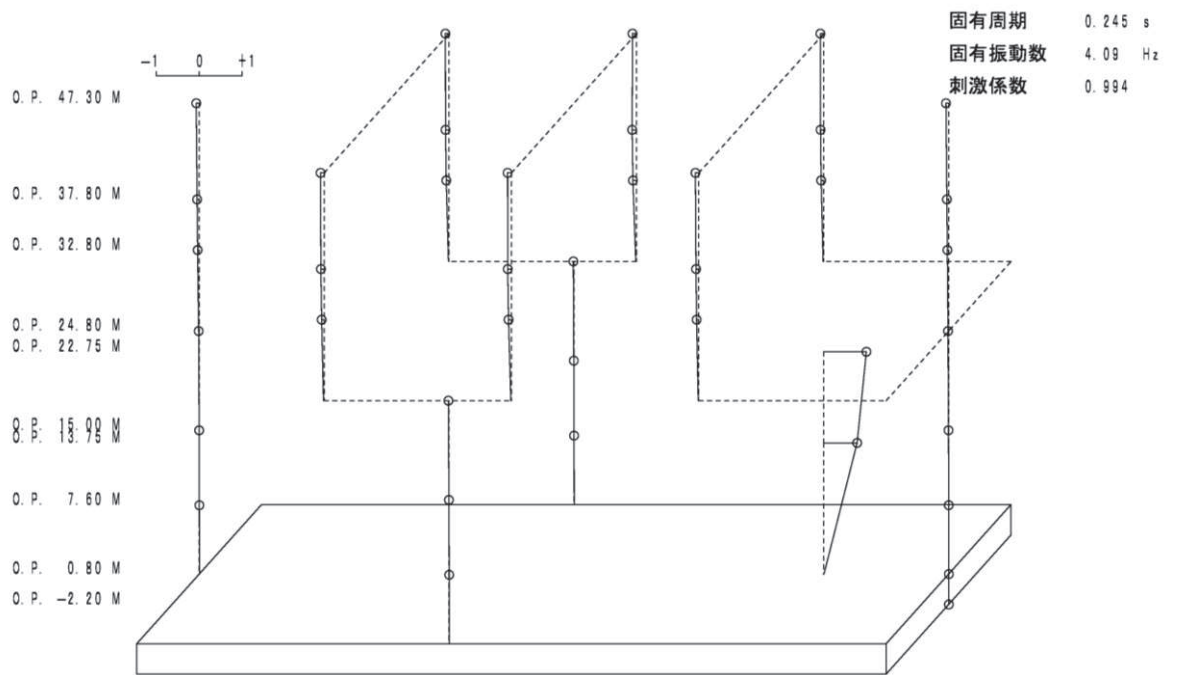 固有周期 0.245 s
固有振動数 4.09 Hz
刺激係数 0.994
-1 0 +1
O.P. 47.30 M
O.P. 37.80 M
O.P. 32.80 M
O.P. 24.80 M
O.P. 22.75 M
O.P. 15.00 M
O.P. 13.75 M
O.P. 7.60 M
O.P. 0.80 M
O.P. -2.20 M